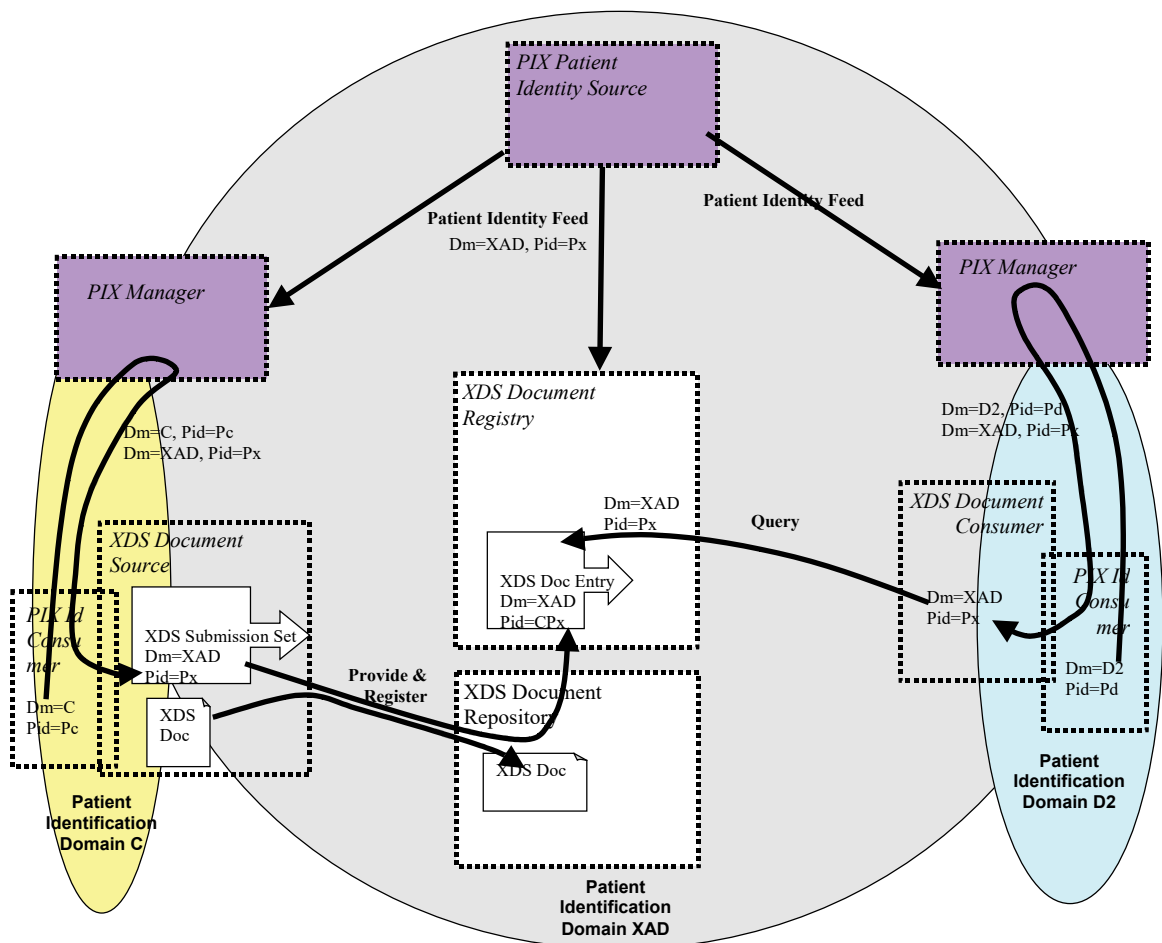 PIX Patient
Identity Source
Patient Identity Feed
Dm=XAD, Pid=Px
Patient Identity Feed
PIX Manager
PIX Manager
Dm=C, Pid=Pc
Dm=XAD, Pid=Px
XDS Document
Registry
Dm=D2, Pid=Pd
Dm=XAD, Pid=Px
XDS Document
Source
PIX Id
Consu
mer
Dm=C
Pid=Pc
XDS Submission Set
Dm=XAD
Pid=Px
XDS
Doc
Provide &
Register
Dm=XAD
Pid=Px
XDS Doc Entry
Dm=XAD
Pid=CPx
Query
XDS Document
Consumer
Dm=XAD
Pid=Px
PIX Id
Consu
mer
Dm=D2
Pid=Pd
XDS Document
Repository
XDS Doc
Patient
Identification
Domain C
Patient
Identification
Domain XAD
Patient
Identification
Domain D2